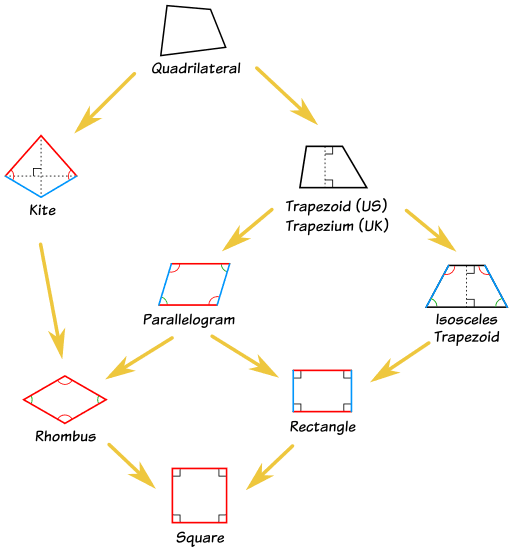 Quadrilateral
Kite
Trapezoid (US)
Trapezium (UK)
Parallelogram
Isosceles
Trapezoid
Rhombus
Rectangle
Square